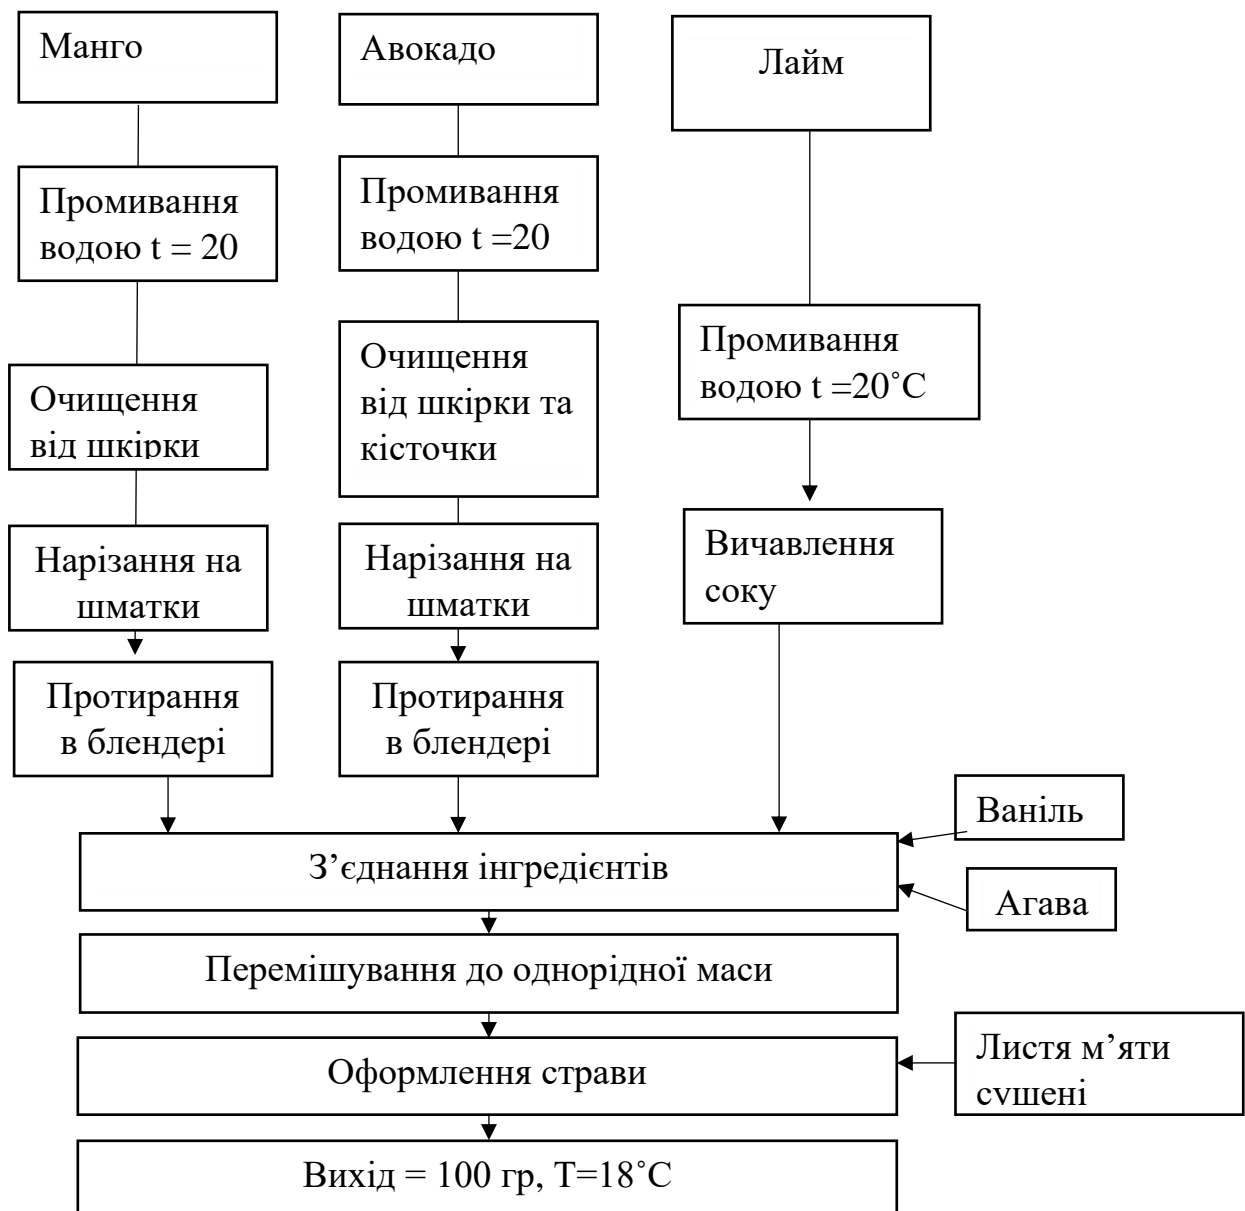 Манго
Авокадо
Лайм
Промивання
водою t = 20
Промивання
водою t =20
Промивання
водою t =20˚С
Очищення
від шкірки
Очищення
від шкірки та
кісточки
Нарізання на
шматки
Нарізання на
шматки
Вичавлення
соку
Протирання
в блендері
Протирання
в блендері
Ваніль
З’єднання інгредієнтів
Агава
Перемішування до однорідної маси
Оформлення страви
Листя м’яти
сушені
Вихід = 100 гр, Т=18˚С